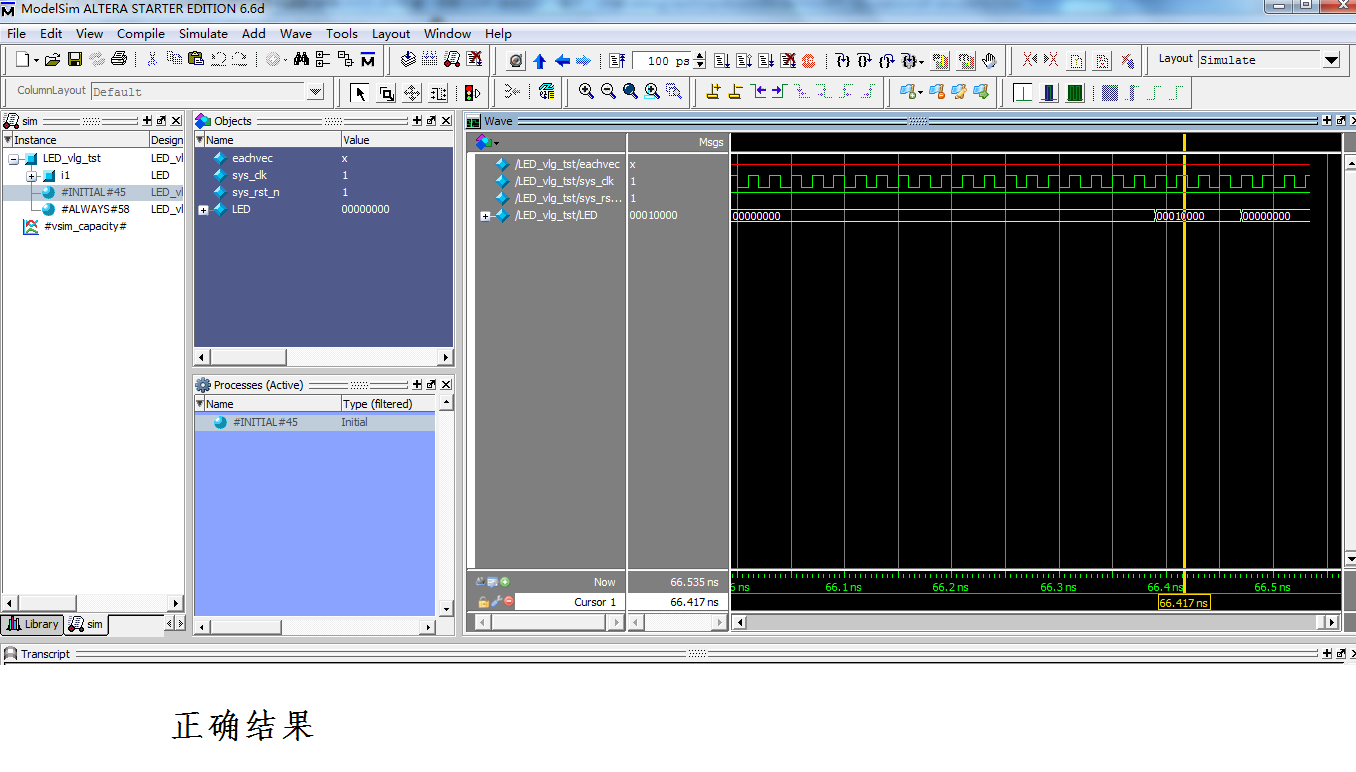 ModelSim ALTERA STARTER EDITION 6.6d
File Edit View Compile Simulate Add Wave Tools Layout Window Help
100 ps Layout Simulate
ColumnLayout Default
sim
Instance Design
LED_vlg_tst LED_vl
i1 LED
#INITIAL#45 LED_vl
#ALWAYS#58 LED_vl
#vsim_capacity#
Library sim
Objects
Name Value
eachvec x
sys_clk 1
sys_rst_n 1
LED 00000000
Processes (Active)
Name Type (filtered)
#INITIAL#45 Initial
Wave
Msgs
/LED_vlg_tst/eachvec x
/LED_vlg_tst/sys_clk 1
/LED_vlg_tst/sys_rs... 1
/LED_vlg_tst/LED 00010000 00000000 00010000 00000000
Now 66.535 ns ns 66.1 ns 66.2 ns 66.3 ns 66.4 ns 66.5 ns
Cursor 1 66.417 ns 66.417 ns
Transcript
正确结果